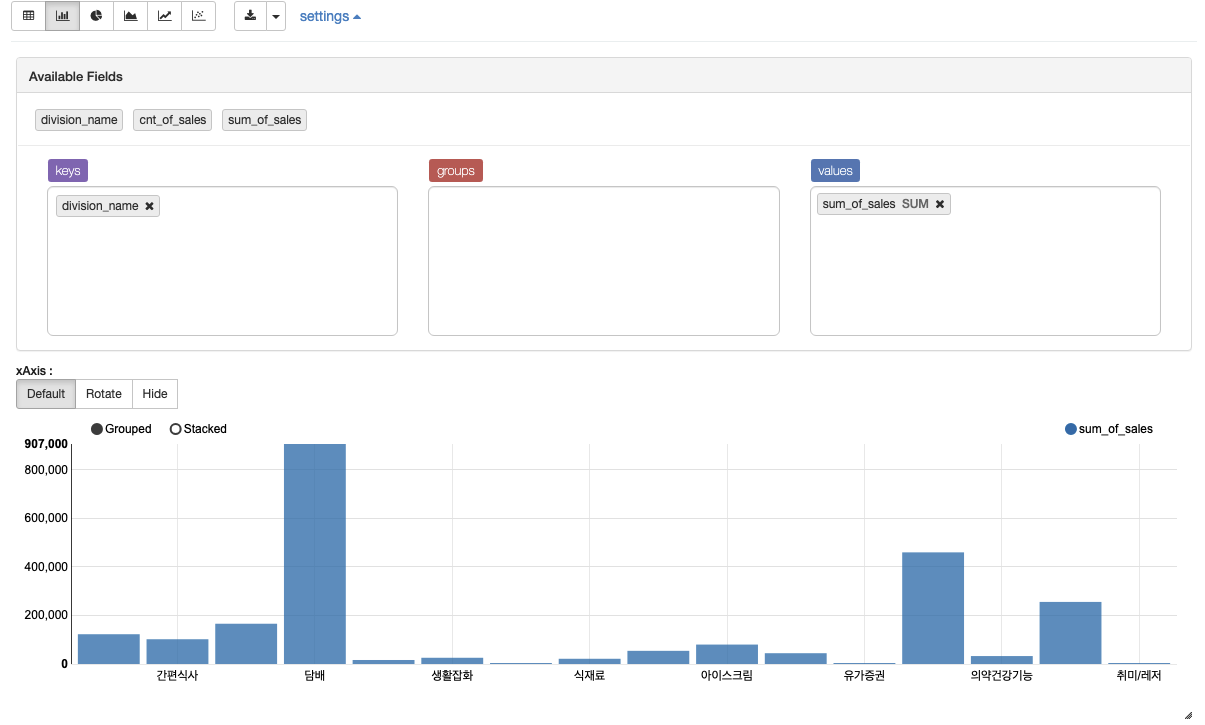 settings
Available Fields
division_name cnt_of_sales sum_of_sales
keys groups values
division_name ✖ sum_of_sales SUM ✖
xAxis :
Default Rotate Hide
Grouped Stacked sum_of_sales
907,000
800,000
600,000
400,000
200,000
0
간편식사 담배 생활잡화 식재료 아이스크림 유가증권 의약건강기능 취미/레저